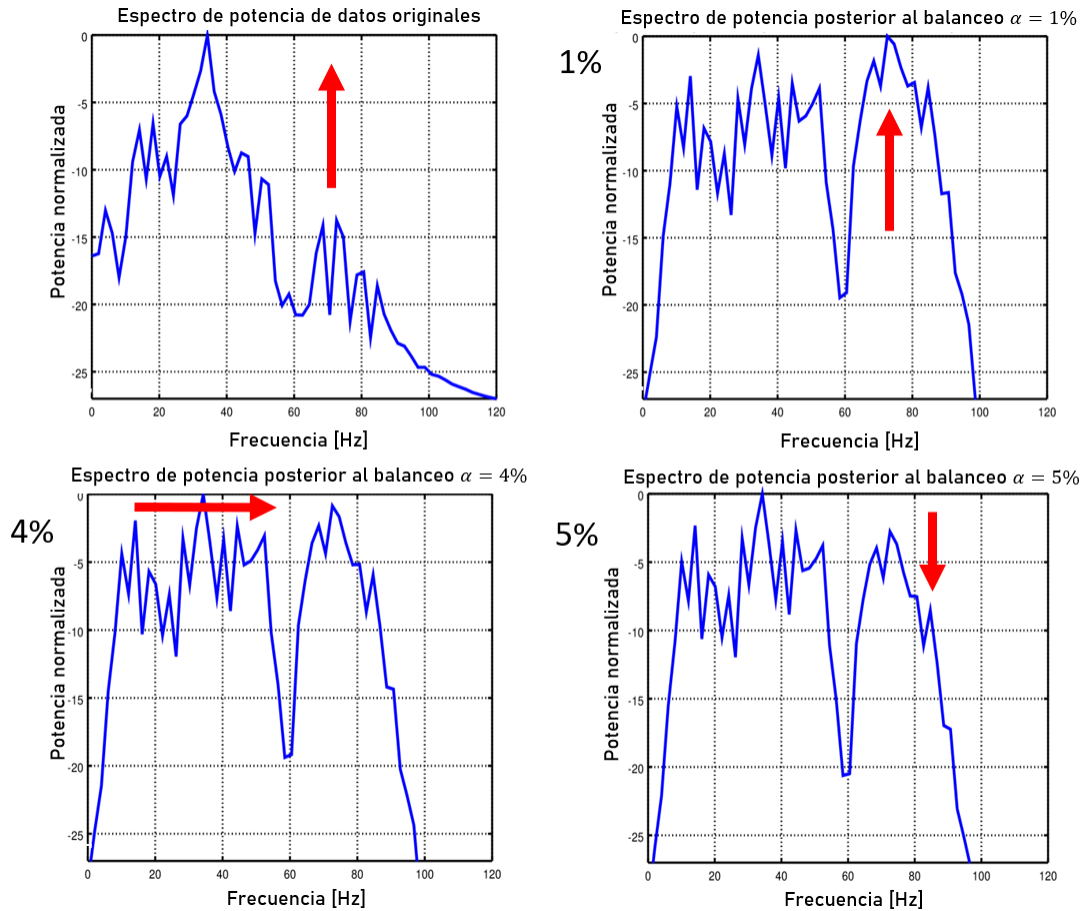 Espectro de potencia de datos originales
0
-5
-10
-15
-20
-25
Potencia normalizada
0 20 40 60 80 100 120
Frecuencia [Hz]
Espectro de potencia posterior al balanceo α = 1%
1%
0
-5
-10
-15
-20
-25
Potencia normalizada
0 20 40 60 80 100 120
Frecuencia [Hz]
Espectro de potencia posterior al balanceo α = 4%
4%
0
-5
-10
-15
-20
-25
Potencia normalizada
0 20 40 60 80 100 120
Frecuencia [Hz]
Espectro de potencia posterior al balanceo α = 5%
5%
0
-5
-10
-15
-20
-25
Potencia normalizada
0 20 40 60 80 100 120
Frecuencia [Hz]